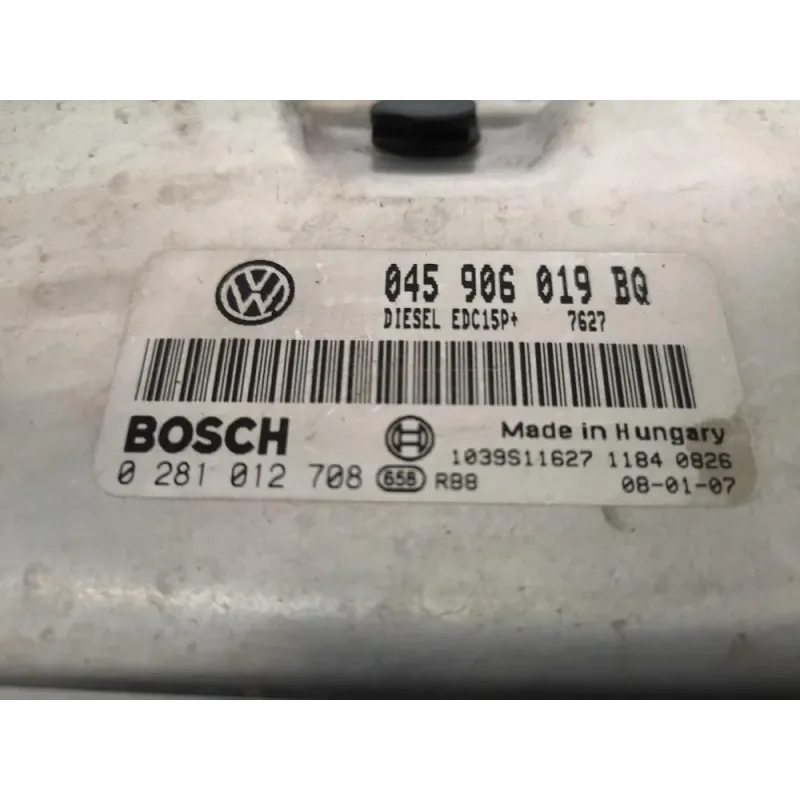 045 906 019 BQ
DIESEL EDC15P+ 7627
BOSCH
Made in Hungary
1039S11627 1184 0826
0 281 012 708 658 RB8 08-01-07